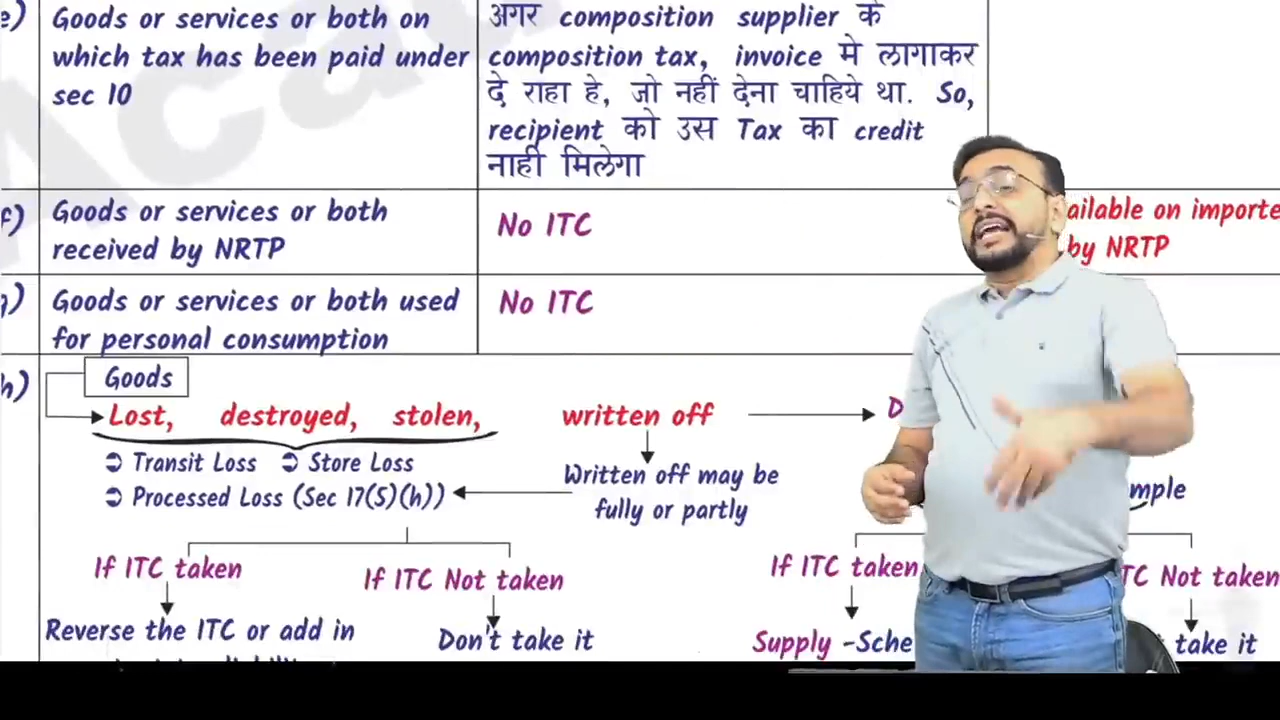 e) Goods or services or both on
which tax has been paid under
sec 10
अगर composition supplier के
composition tax, invoice मे लागाकर
दे राहा हे, जो नहीं देना चाहिये था. So,
recipient को उस Tax का credit
नाही मिलेगा
f) Goods or services or both
received by NRTP
No ITC
by NRTP
Goods or services or both used
for personal consumption
No ITC
h)
Goods
Lost, destroyed, stolen, written off
➲ Transit Loss ➲ Store Loss
➲ Processed Loss (Sec 17(5)(h))
Written off may be
fully or partly
If ITC taken
If ITC Not taken
Reverse the ITC or add in
Don't take it
If ITC taken
Not taken
Supply -Sche
take it